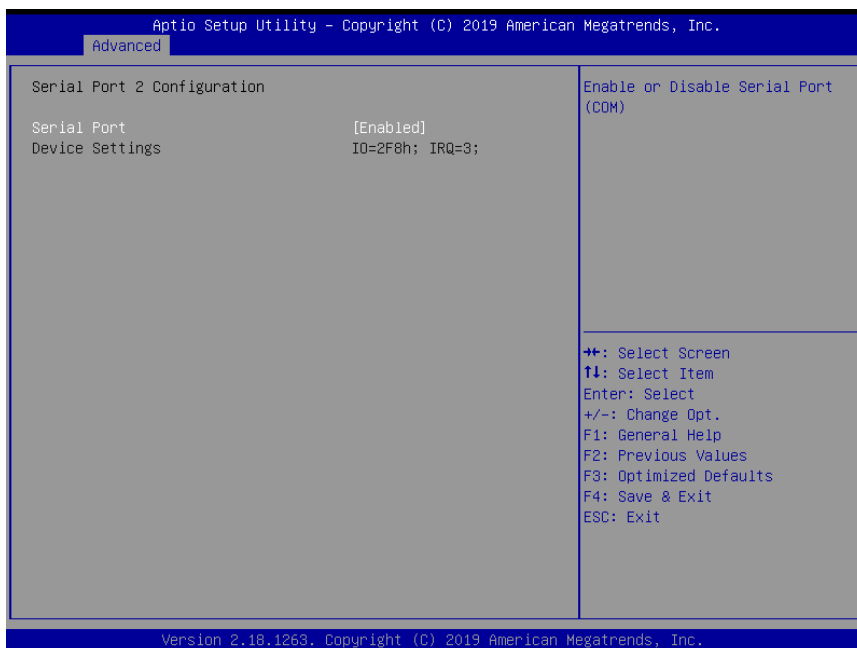 Aptio Setup Utility – Copyright (C) 2019 American Megatrends, Inc.
Advanced
Serial Port 2 Configuration
Serial Port [Enabled]
Device Settings IO=2F8h; IRQ=3;
Enable or Disable Serial Port
(COM)
→←: Select Screen
↑↓: Select Item
Enter: Select
+/-: Change Opt.
F1: General Help
F2: Previous Values
F3: Optimized Defaults
F4: Save & Exit
ESC: Exit
Version 2.18.1263. Copyright (C) 2019 American Megatrends, Inc.